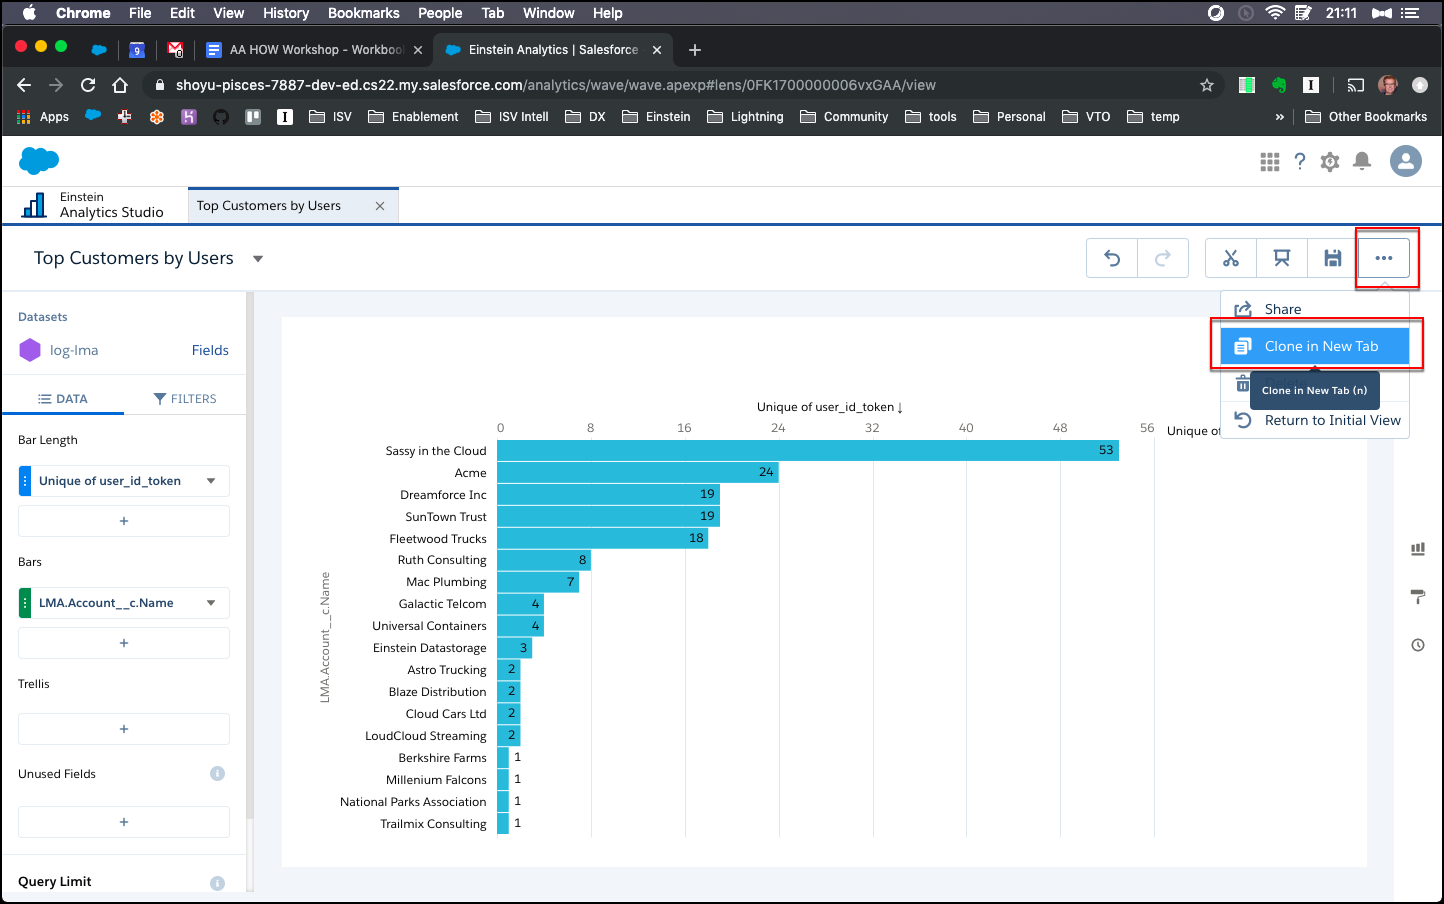 Chrome File Edit View History Bookmarks People Tab Window Help 21:11
9 0 AA HOW Workshop - Workbook Einstein Analytics | Salesforce
shoyu-pisces-7887-dev-ed.cs22.my.salesforce.com/analytics/wave/wave.apexp#lens/0FK1700000006vxGAA/view
Apps ISV Enablement ISV Intell DX Einstein Lightning Community tools Personal VTO temp » Other Bookmarks
Einstein
Analytics Studio
Top Customers by Users
Top Customers by Users
Share
Clone in New Tab
Clone in New Tab (n)
Return to Initial View
Datasets
log-lma Fields
DATA FILTERS
Bar Length
Unique of user_id_token
+
Bars
LMA.Account__c.Name
+
Trellis
+
Unused Fields
+
Query Limit
Unique of user_id_token ↓
0 8 16 24 32 40 48 56
Unique of
LMA.Account__c.Name
Sassy in the Cloud 53
Acme 24
Dreamforce Inc 19
SunTown Trust 19
Fleetwood Trucks 18
Ruth Consulting 8
Mac Plumbing 7
Galactic Telcom 4
Universal Containers 4
Einstein Datastorage 3
Astro Trucking 2
Blaze Distribution 2
Cloud Cars Ltd 2
LoudCloud Streaming 2
Berkshire Farms 1
Millenium Falcons 1
National Parks Association 1
Trailmix Consulting 1